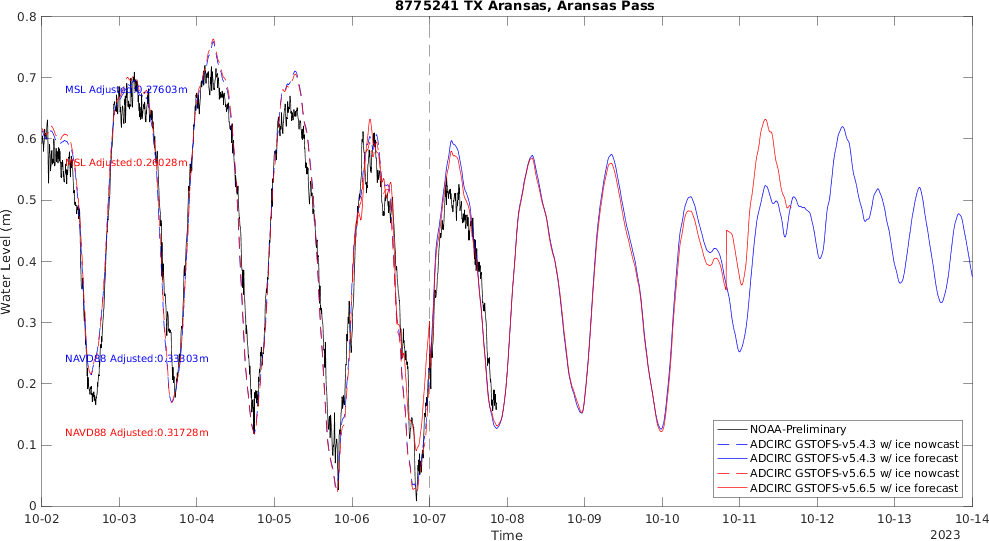 8775241 TX Aransas, Aransas Pass
Water Level (m)
0.8
0.7
0.6
0.5
0.4
0.3
0.2
0.1
0
MSL Adjusted:0.27603m
MSL Adjusted:0.26028m
NAVD88 Adjusted:0.33303m
NAVD88 Adjusted:0.31728m
NOAA-Preliminary
ADCIRC GSTOFS-v5.4.3 w/ ice nowcast
ADCIRC GSTOFS-v5.4.3 w/ ice forecast
ADCIRC GSTOFS-v5.6.5 w/ ice nowcast
ADCIRC GSTOFS-v5.6.5 w/ ice forecast
10-02 10-03 10-04 10-05 10-06 10-07 10-08 10-09 10-10 10-11 10-12 10-13 10-14
Time
2023